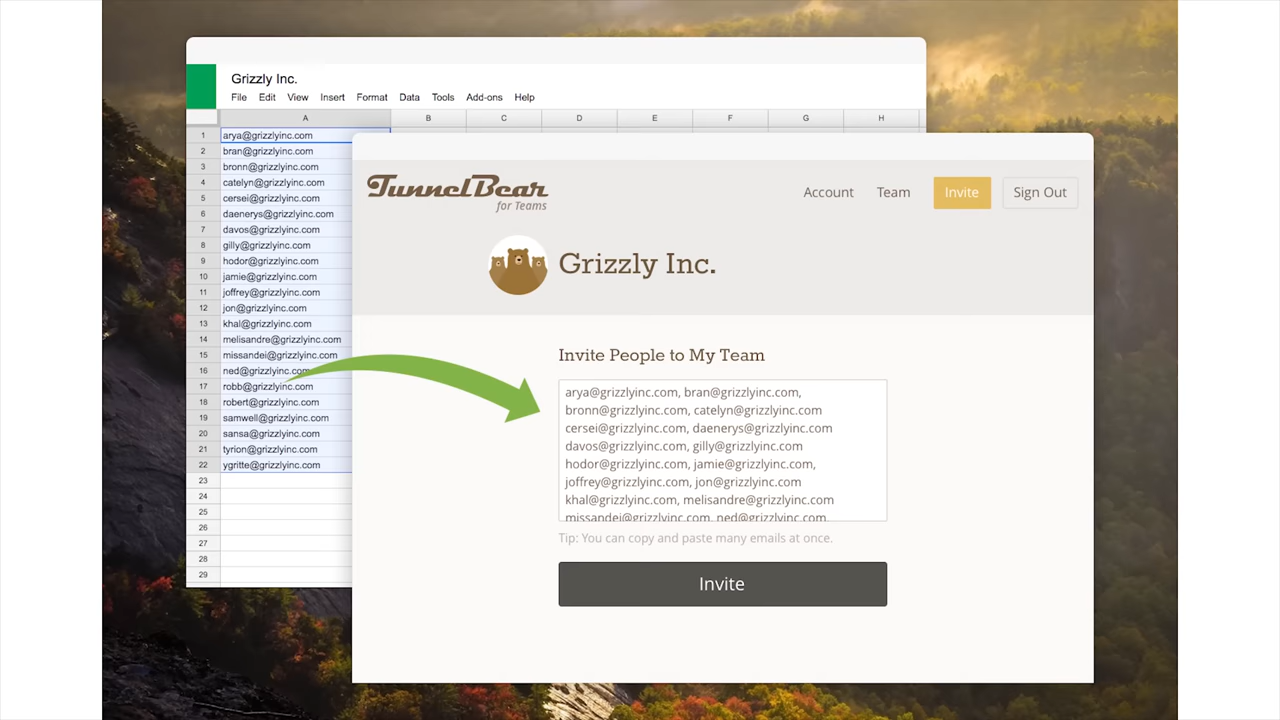 Grizzly Inc.
File Edit View Insert Format Data Tools Add-ons Help
A B C D E F G H
1 arya@grizzlyinc.com
2 bran@grizzlyinc.com
3 bronn@grizzlyinc.com
4 catelyn@grizzlyinc.com
5 cersei@grizzlyinc.com
6 daenerys@grizzlyinc.com
7 davos@grizzlyinc.com
8 gilly@grizzlyinc.com
9 hodor@grizzlyinc.com
10 jamie@grizzlyinc.com
11 joffrey@grizzlyinc.com
12 jon@grizzlyinc.com
13 khal@grizzlyinc.com
14 melisandre@grizzlyinc.com
15 missandei@grizzlyinc.com
16 ned@grizzlyinc.com
17 robb@grizzlyinc.com
18 robert@grizzlyinc.com
19 samwell@grizzlyinc.com
20 sansa@grizzlyinc.com
21 tyrion@grizzlyinc.com
22 ygritte@grizzlyinc.com
23
24
25
26
27
28
29
TunnelBear
for Teams
Account Team Invite Sign Out
Grizzly Inc.
Invite People to My Team
arya@grizzlyinc.com, bran@grizzlyinc.com,
bronn@grizzlyinc.com, catelyn@grizzlyinc.com
cersei@grizzlyinc.com, daenerys@grizzlyinc.com
davos@grizzlyinc.com, gilly@grizzlyinc.com
hodor@grizzlyinc.com, jamie@grizzlyinc.com,
joffrey@grizzlyinc.com, jon@grizzlyinc.com
khal@grizzlyinc.com, melisandre@grizzlyinc.com
missandei@grizzlyinc.com, ned@grizzlyinc.com,
Tip: You can copy and paste many emails at once.
Invite